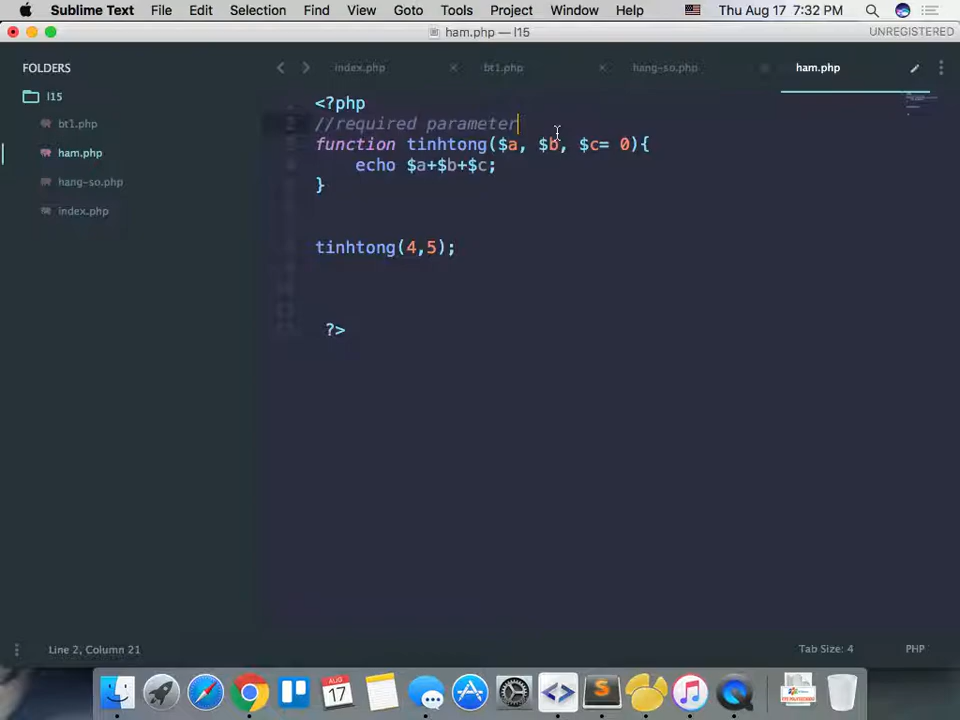 Sublime Text File Edit Selection Find View Goto Tools Project Window Help Thu Aug 17 7:32 PM
ham.php — l15 UNREGISTERED
FOLDERS
l15
bt1.php
ham.php
hang-so.php
index.php
index.php bt1.php hang-so.php ham.php
<?php
//required parameter
function tinhtong($a, $b, $c= 0){
echo $a+$b+$c;
}
tinhtong(4,5);
?>
Line 2, Column 21 Tab Size: 4 PHP
AUG
17